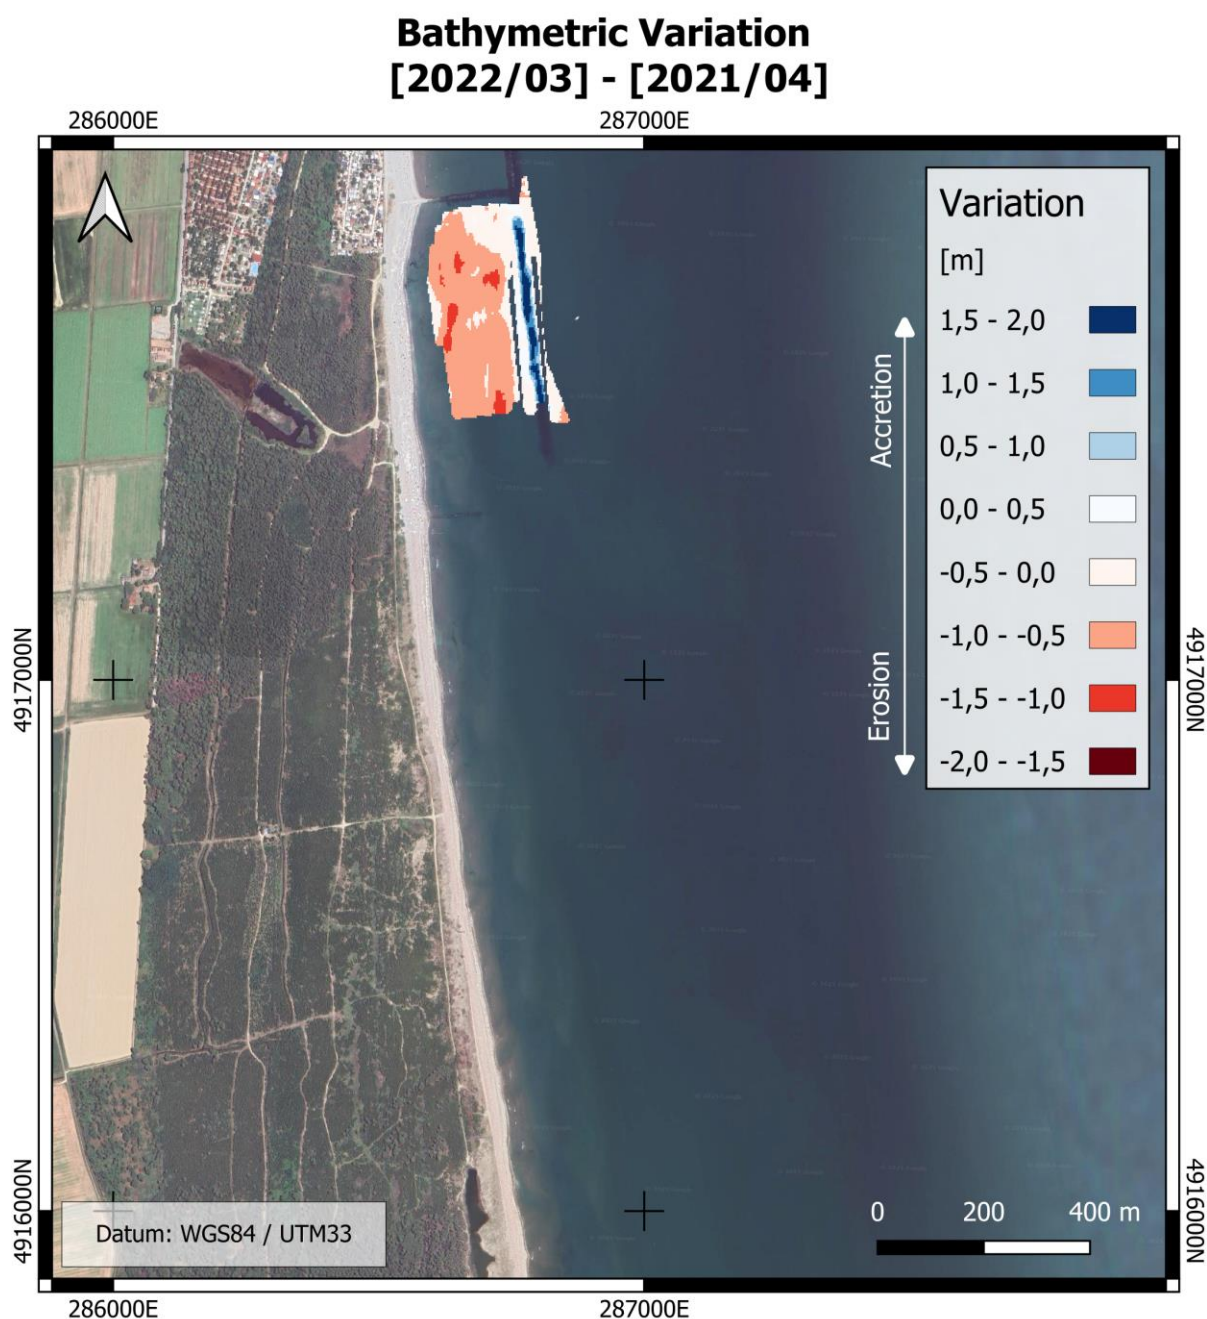 Bathymetric Variation
[2022/03] - [2021/04]
286000E 287000E
Variation
[m]
1,5 - 2,0
1,0 - 1,5
0,5 - 1,0
0,0 - 0,5
-0,5 - 0,0
-1,0 - -0,5
-1,5 - -1,0
-2,0 - -1,5
Accretion
Erosion
4917000N 4917000N
4916000N 4916000N
0 200 400 m
Datum: WGS84 / UTM33
286000E 287000E